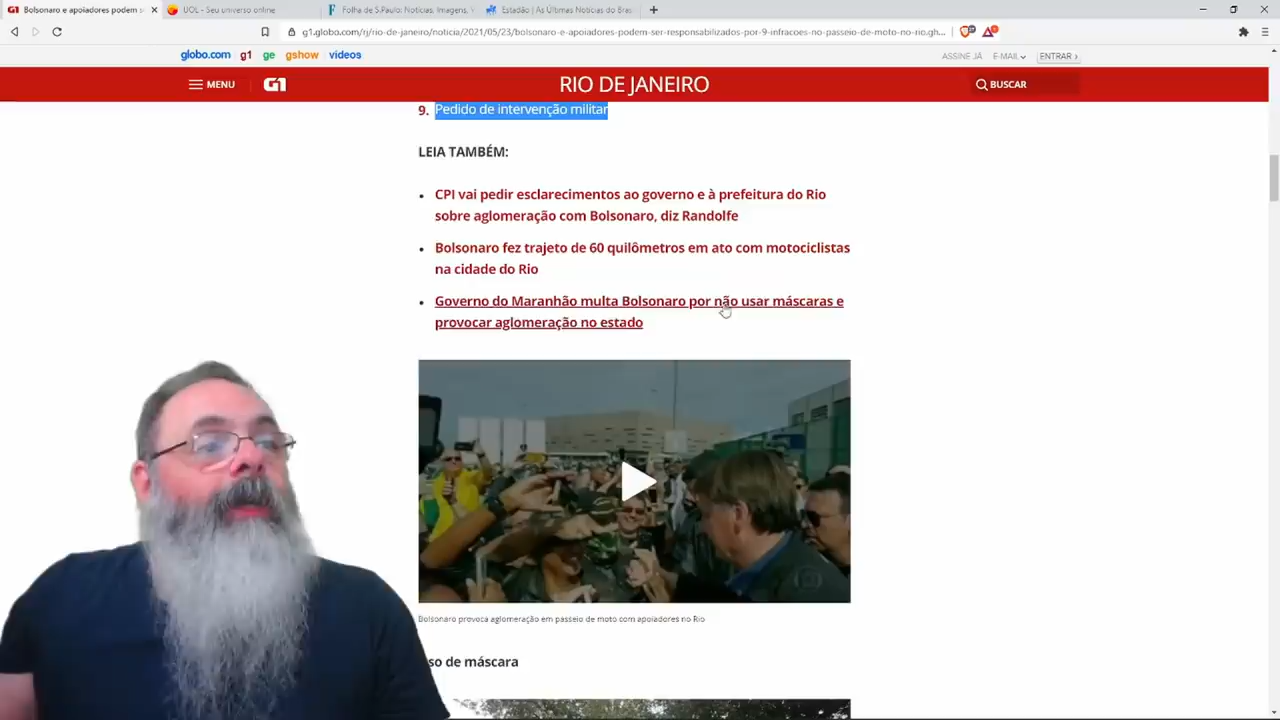 Bolsonaro e apoiadores podem s
UOL - Seu universo online
Folha de S.Paulo: Notícias, Imagens, V
Estadão | As Últimas Notícias do Bras
g1.globo.com/rj/rio-de-janeiro/noticia/2021/05/23/bolsonaro-e-apoiadores-podem-ser-responsabilizados-por-9-infracoes-no-passeio-de-moto-no-rio.gh...
globo.com g1 ge gshow vídeos
ASSINE JÁ E-MAIL ENTRAR ›
MENU G1 RIO DE JANEIRO BUSCAR
9. Pedido de intervenção militar
LEIA TAMBÉM:
CPI vai pedir esclarecimentos ao governo e à prefeitura do Rio
sobre aglomeração com Bolsonaro, diz Randolfe
Bolsonaro fez trajeto de 60 quilômetros em ato com motociclistas
na cidade do Rio
Governo do Maranhão multa Bolsonaro por não usar máscaras e
provocar aglomeração no estado
Bolsonaro provoca aglomeração em passeio de moto com apoiadores no Rio
so de máscara